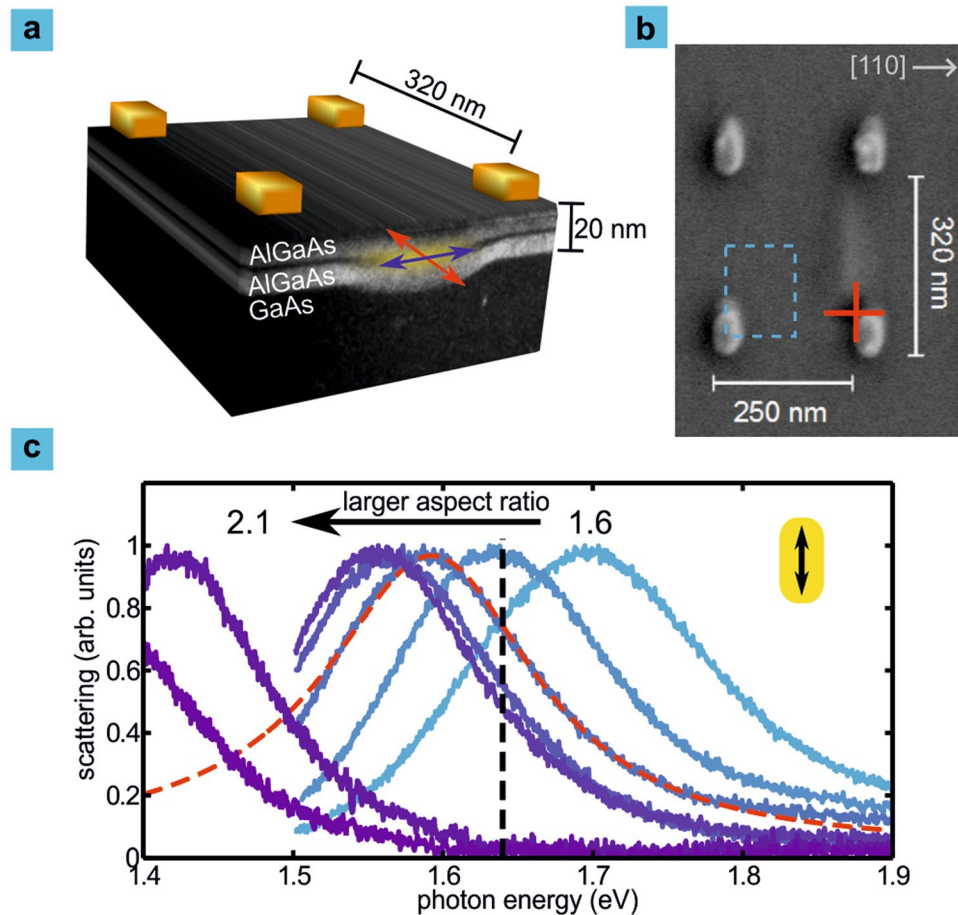 a
320 nm
20 nm
AlGaAs
AlGaAs
GaAs
b
[110]
320 nm
250 nm
c
larger aspect ratio
2.1
1.6
1
0.8
0.6
0.4
0.2
0
scattering (arb. units)
1.4 1.5 1.6 1.7 1.8 1.9
photon energy (eV)